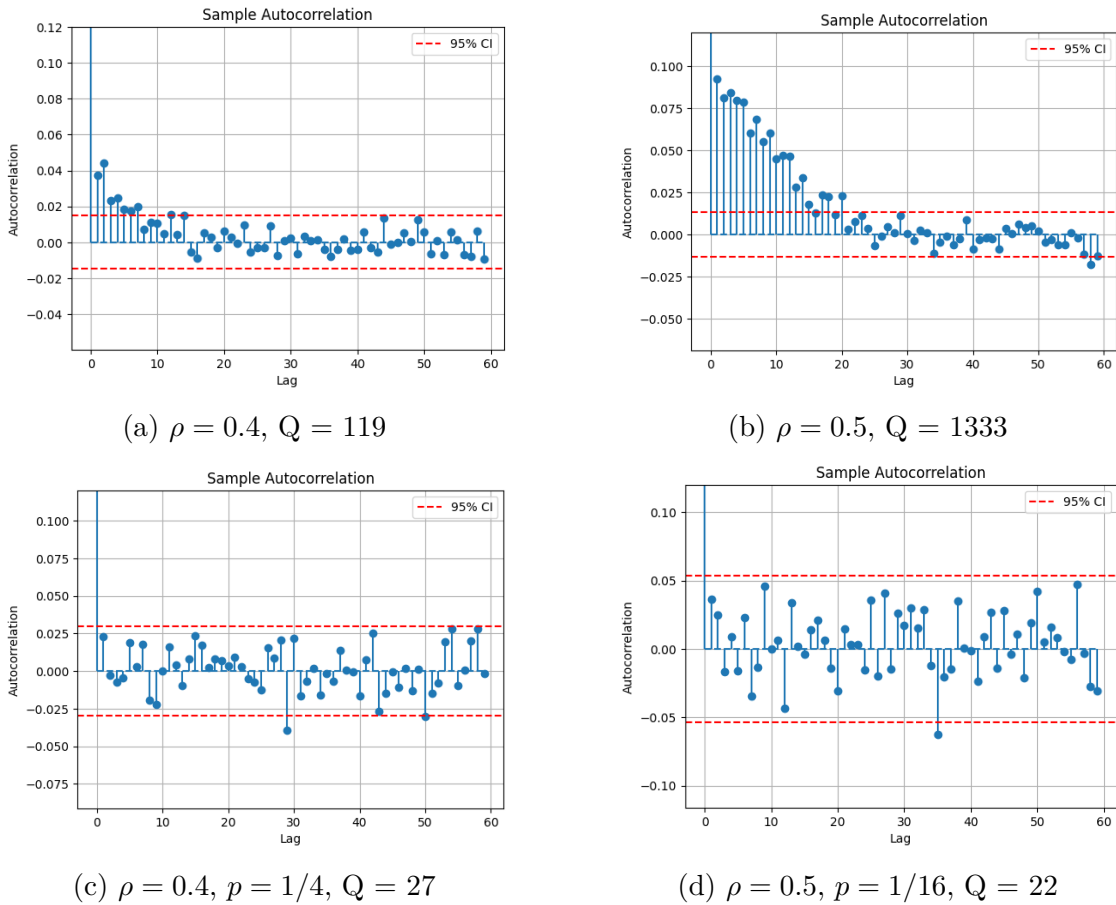 Sample Autocorrelation
0.12
0.10
0.08
0.06
0.04
0.02
0.00
−0.02
−0.04
Autocorrelation
95% CI
0 10 20 30 40 50 60
Lag
(a) ρ = 0.4, Q = 119
Sample Autocorrelation
0.100
0.075
0.050
0.025
0.000
−0.025
−0.050
Autocorrelation
95% CI
0 10 20 30 40 50 60
Lag
(b) ρ = 0.5, Q = 1333
Sample Autocorrelation
0.100
0.075
0.050
0.025
0.000
−0.025
−0.050
−0.075
Autocorrelation
95% CI
0 10 20 30 40 50 60
Lag
(c) ρ = 0.4, p = 1/4, Q = 27
Sample Autocorrelation
0.10
0.05
0.00
−0.05
−0.10
Autocorrelation
95% CI
0 10 20 30 40 50 60
Lag
(d) ρ = 0.5, p = 1/16, Q = 22